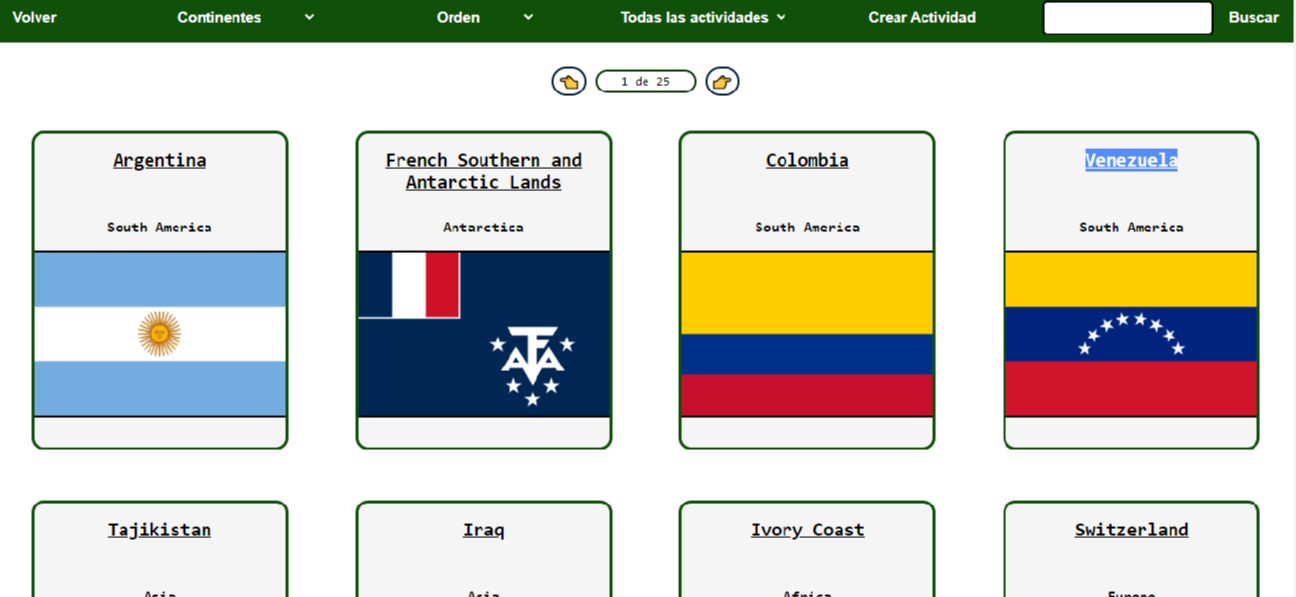 Volver Continentes Orden Todas las actividades Crear Actividad Buscar
1 de 25
Argentina
South America
French Southern and
Antarctic Lands
Antarctica
Colombia
South America
Venezuela
South America
Tajikistan
Asia
Iraq
Asia
Ivory Coast
Africa
Switzerland
Europe